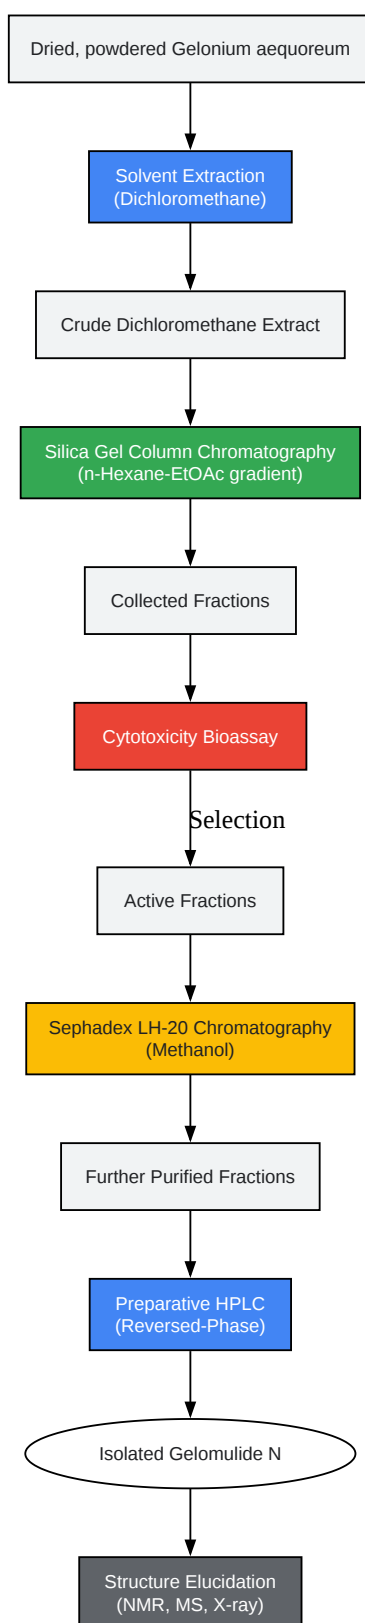 Dried, powdered Gelonium aequoreum
Solvent Extraction
(Dichloromethane)
Crude Dichloromethane Extract
Silica Gel Column Chromatography
(n-Hexane-EtOAc gradient)
Collected Fractions
Cytotoxicity Bioassay
Selection
Active Fractions
Sephadex LH-20 Chromatography
(Methanol)
Further Purified Fractions
Preparative HPLC
(Reversed-Phase)
Isolated Gelomulide N
Structure Elucidation
(NMR, MS, X-ray)